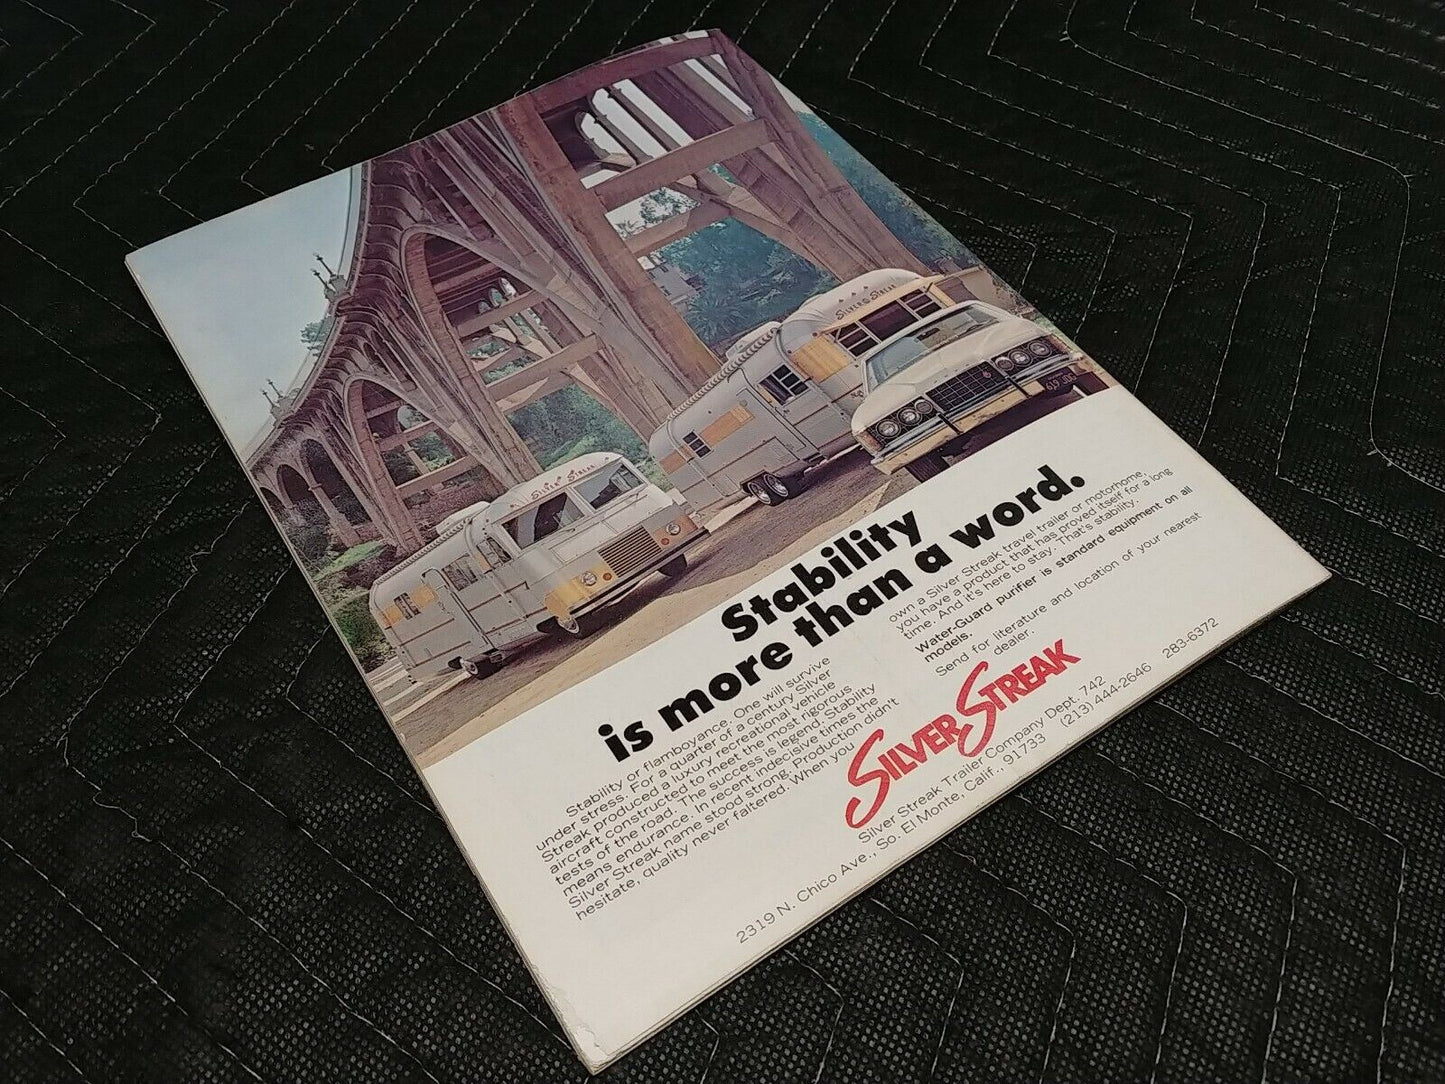 SILVER STREAK
SILVER STREAK
Stability
is more than a word.
Stability or flamboyance. One will survive
under stress. For a quarter of a century Silver
Streak produced a luxury recreational vehicle
aircraft constructed to meet the most rigorous
tests of the road. The success is legend. Stability
means endurance. In recent indecisive times the
Silver Streak name stood strong. Production didn't
hesitate, quality never faltered. When you
own a Silver Streak travel trailer or motorhome,
you have a product that has proved itself for a long
time. And it's here to stay. That's stability.
Water-Guard purifier is standard equipment on all
models.
Send for literature and location of your nearest
dealer.
SILVER STREAK
Silver Streak Trailer Company Dept. 742
2319 N. Chico Ave., So. El Monte, Calif., 91733 (213) 444-2646 283-6372